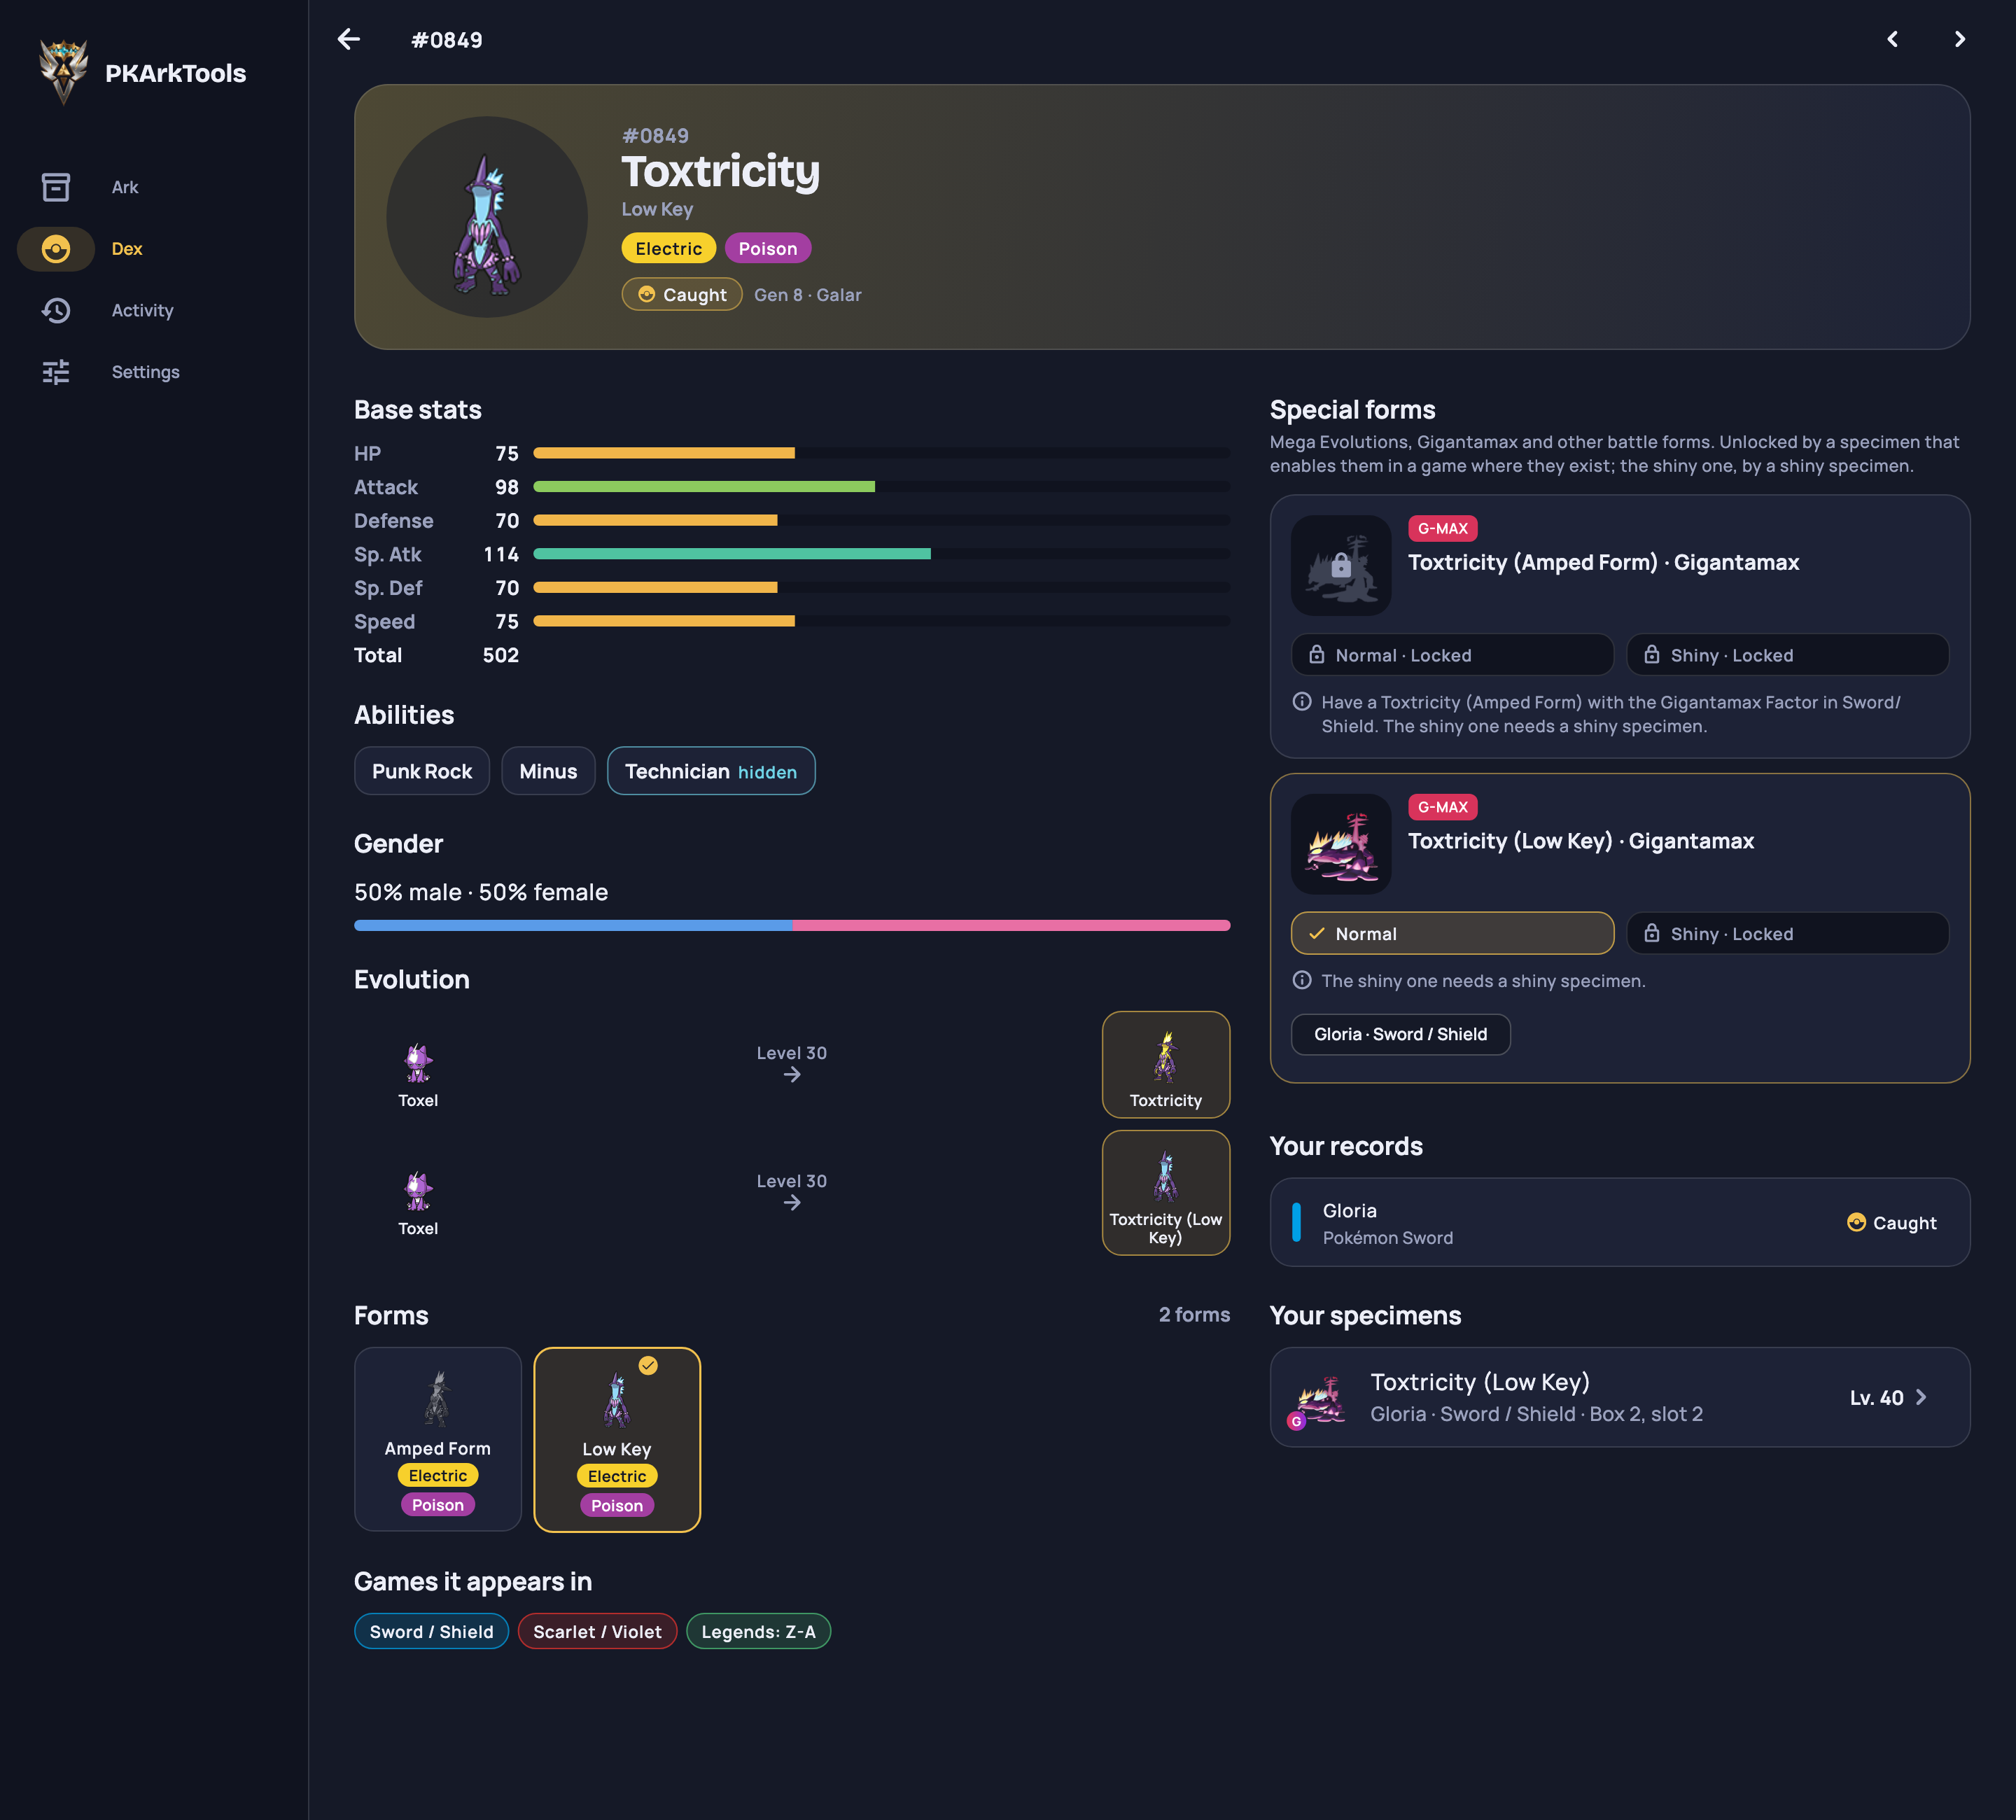 PKArkTools
Ark
Dex
Activity
Settings
#0849
#0849
Toxtricity
Low Key
Electric
Poison
Caught
Gen 8 · Galar
Base stats
HP 75
Attack 98
Defense 70
Sp. Atk 114
Sp. Def 70
Speed 75
Total 502
Abilities
Punk Rock
Minus
Technician hidden
Gender
50% male · 50% female
Evolution
Toxel
Level 30
Toxtricity
Toxel
Level 30
Toxtricity (Low
Key)
Forms
2 forms
Amped Form
Electric
Poison
Low Key
Electric
Poison
Games it appears in
Sword / Shield
Scarlet / Violet
Legends: Z-A
Special forms
Mega Evolutions, Gigantamax and other battle forms. Unlocked by a specimen that
enables them in a game where they exist; the shiny one, by a shiny specimen.
G-MAX
Toxtricity (Amped Form) · Gigantamax
Normal · Locked
Shiny · Locked
Have a Toxtricity (Amped Form) with the Gigantamax Factor in Sword/
Shield. The shiny one needs a shiny specimen.
G-MAX
Toxtricity (Low Key) · Gigantamax
Normal
Shiny · Locked
The shiny one needs a shiny specimen.
Gloria · Sword / Shield
Your records
Gloria
Pokémon Sword
Caught
Your specimens
G
Toxtricity (Low Key)
Gloria · Sword / Shield · Box 2, slot 2
Lv. 40